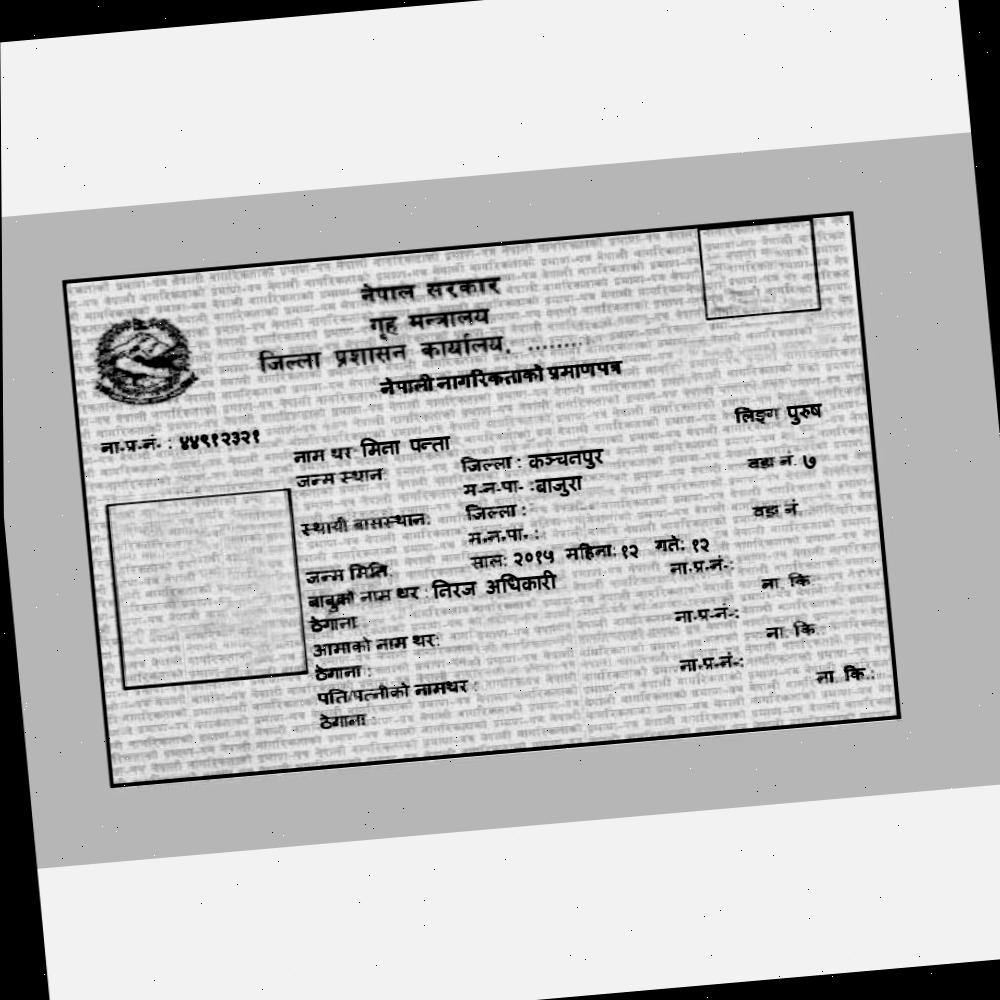 नेपाल सरकार
गृह मन्त्रालय
जिल्ला प्रशासन कार्यालय, ........
नेपाली नागरिकताको प्रमाणपत्र
लिङ्ग पुरुष
ना.प्र.नं. : ४४९१२३२१
नाम थर मिना पन्ता
जन्म स्थान: जिल्ला : कञ्चनपुर वडा नं. ७
म.न.पा. :बाजुरा
स्थायी बासस्थान: जिल्ला : वडा नं.
म.न.पा. :
जन्म मिति: साल: २०१५ महिना: १२ गते: १२
बाबुको नाम थर : निरज अधिकारी ना.प्र.नं.:
ठेगाना : ना. कि.
आमाको नाम थर: ना.प्र.नं.:
ठेगाना : ना. कि.:
पति/पत्नीको नामथर : ना.प्र.नं.:
ठेगाना : ना. कि.: